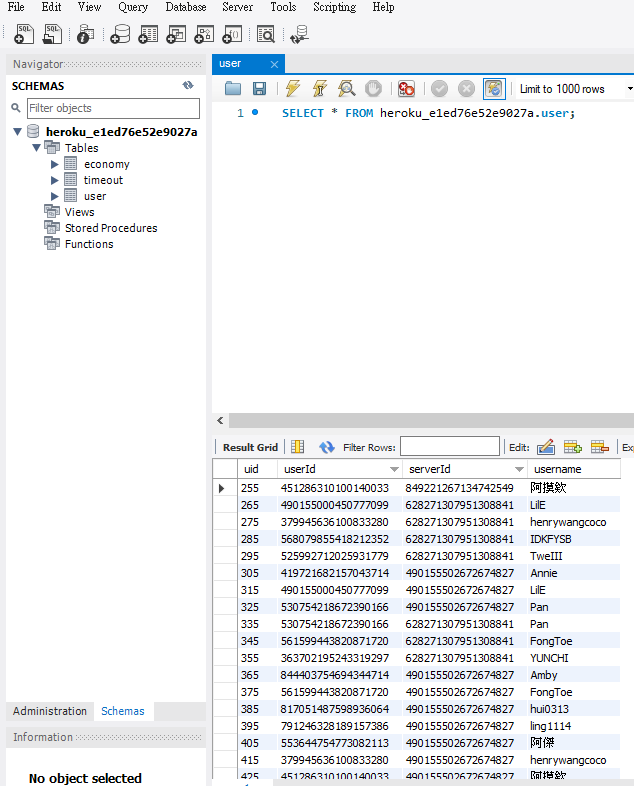 File Edit View Query Database Server Tools Scripting Help
Navigator
SCHEMAS
Filter objects
heroku_e1ed76e52e9027a
Tables
economy
timeout
user
Views
Stored Procedures
Functions
Administration Schemas
Information
No object selected
user
Limit to 1000 rows
1 SELECT * FROM heroku_e1ed76e52e9027a.user;
Result Grid Filter Rows: Edit: Ex
uid userId serverId username
255 451286310100140033 849221267134742549 阿摸欸
265 490155000450777099 628271307951308841 LilE
275 379945636100833280 628271307951308841 henrywangcoco
285 568079855418212352 628271307951308841 IDKFYSB
295 525992712025931779 628271307951308841 TweIII
305 419721682157043714 490155502672674827 Annie
315 490155000450777099 490155502672674827 LilE
325 530754218672390166 490155502672674827 Pan
335 530754218672390166 628271307951308841 Pan
345 561599443820871720 628271307951308841 FongToe
355 363702195243319297 628271307951308841 YUNCHI
365 844403754694344714 490155502672674827 Amby
375 561599443820871720 490155502672674827 FongToe
385 817051487598936064 490155502672674827 hui0313
395 791246328189157386 490155502672674827 ling1114
405 553644754773082113 490155502672674827 阿傑
415 379945636100833280 490155502672674827 henrywangcoco
425 451286310100140033 490155502672674827 阿摸欸